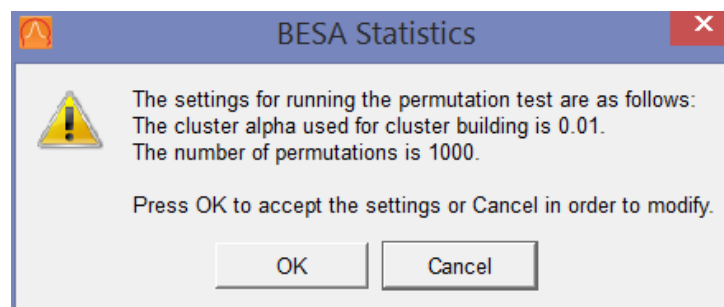 BESA Statistics
The settings for running the permutation test are as follows:
The cluster alpha used for cluster building is 0.01.
The number of permutations is 1000.
Press OK to accept the settings or Cancel in order to modify.
OK
Cancel